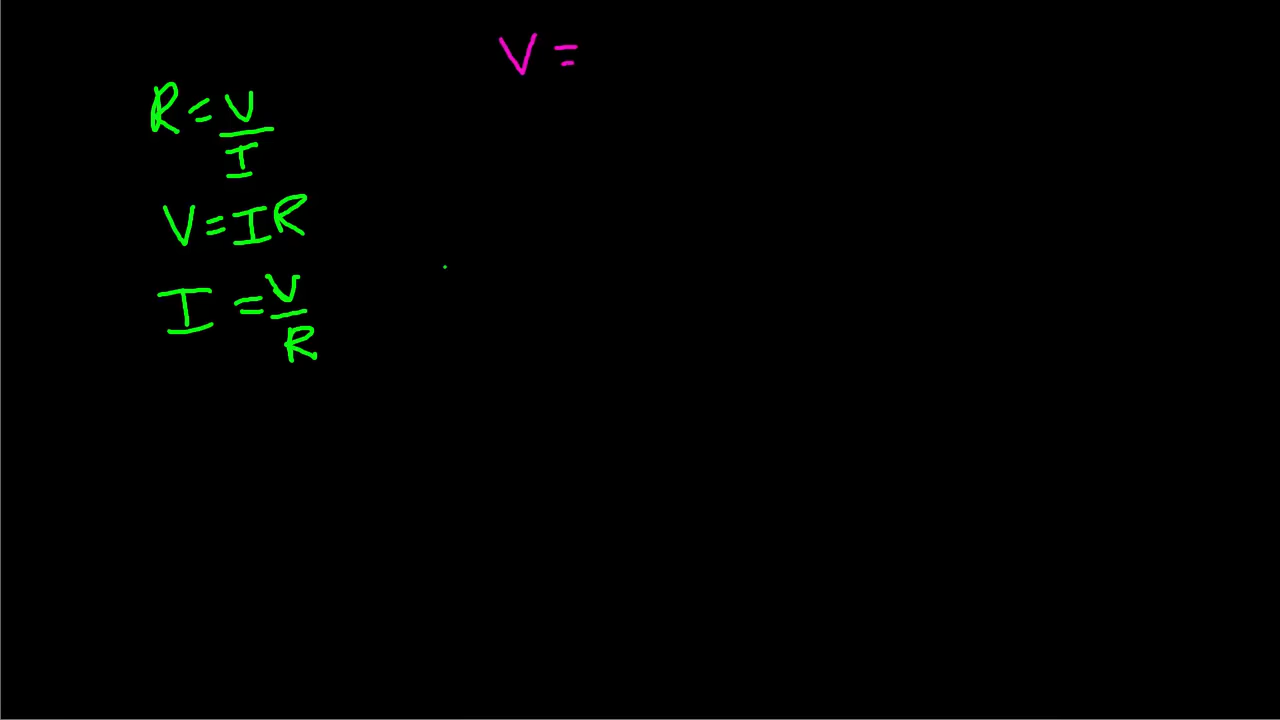 V =
R = V/I
V = IR
I = V/R